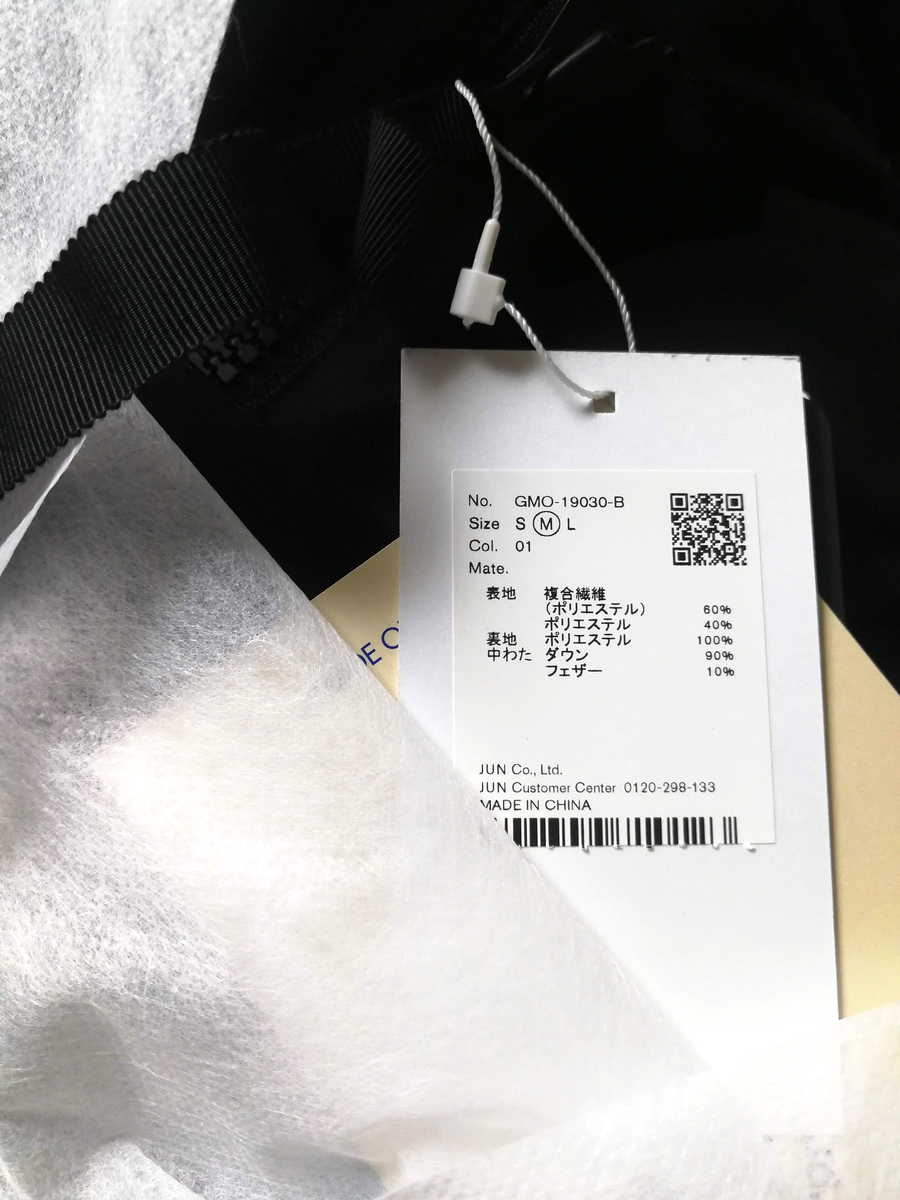 No. GMO-19030-B
Size S M L
Col. 01
Mate.
表地 複合繊維
(ポリエステル) 60%
ポリエステル 40%
裏地 ポリエステル 100%
中わた ダウン 90%
フェザー 10%
JUN Co., Ltd.
JUN Customer Center 0120-298-133
MADE IN CHINA